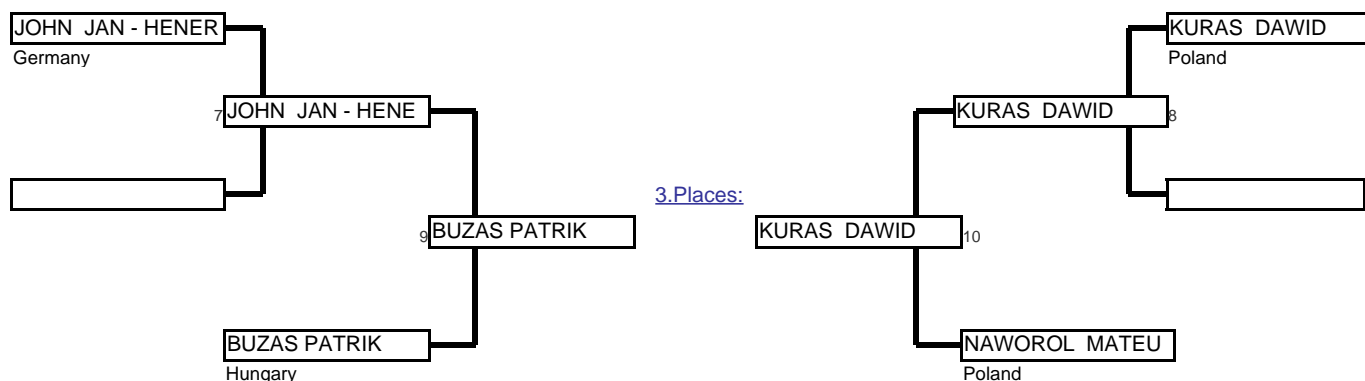 JOHN  JAN - HENER
Germany
7 JOHN  JAN - HENE
9 BUZAS PATRIK
BUZAS PATRIK
Hungary
3.Places:
KURAS  DAWID
Poland
KURAS  DAWID 8
KURAS  DAWID 10
NAWOROL  MATEU
Poland